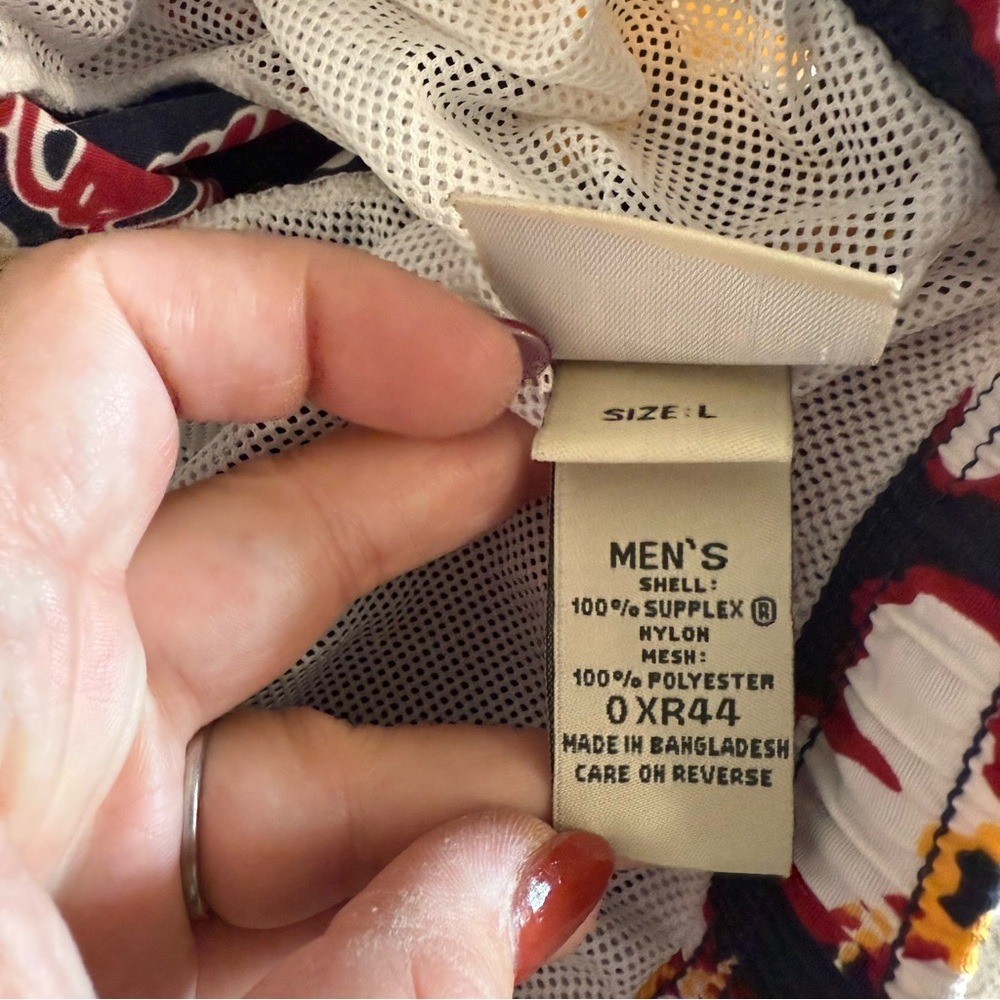 SIZE: L
MEN'S
SHELL:
100% SUPPLEX ®
NYLON
MESH:
100% POLYESTER
0XR44
MADE IN BANGLADESH
CARE ON REVERSE